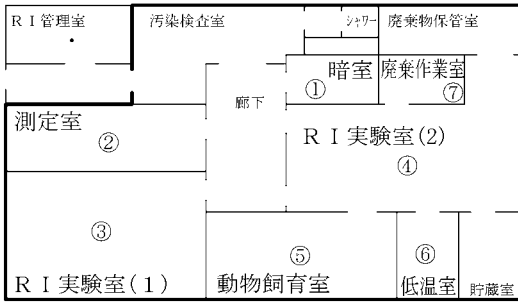 ＲＩ管理室
汚染検査室
シャワー
廃棄物保管室
暗室
①
廃棄作業室
⑦
廊下
測定室
②
ＲＩ実験室(2)
④
③
ＲＩ実験室(１)
⑤
動物飼育室
⑥
低温室
貯蔵室